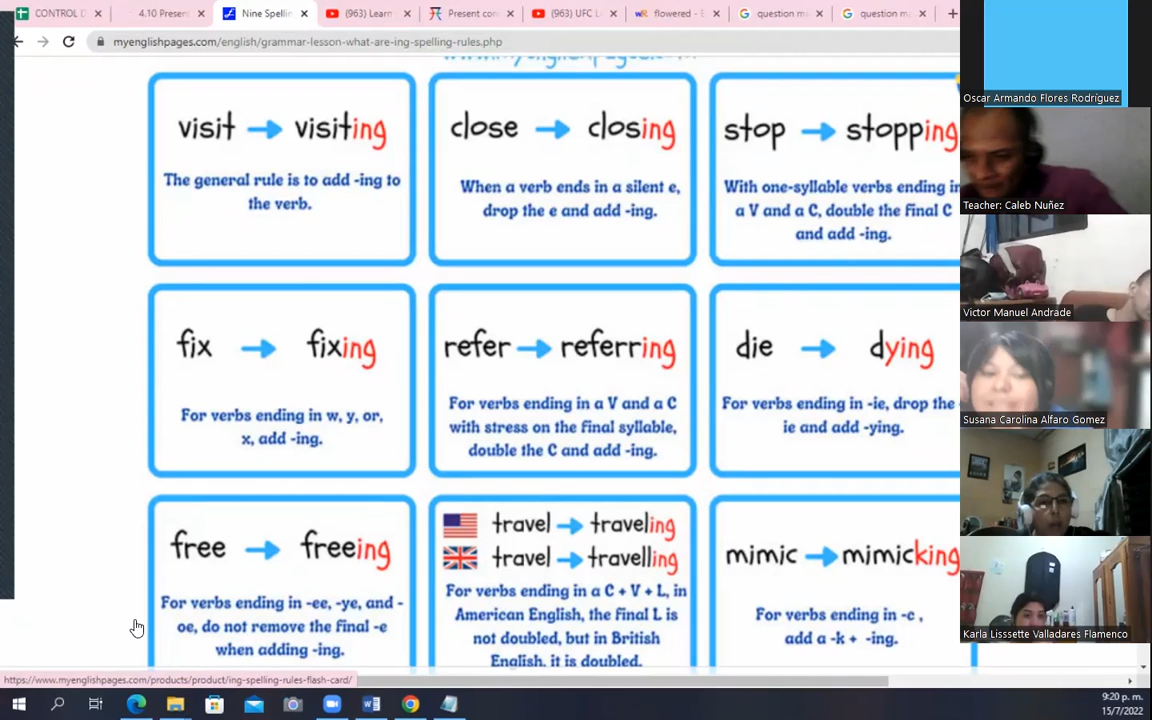 CONTROL D
4.10 Present
Nine Spellin
(963) Learn
Present con
(963) UFC L
flowered - E
question m
question m
myenglishpages.com/english/grammar-lesson-what-are-ing-spelling-rules.php
www.myenglishpages.com
visit visiting
The general rule is to add -ing to
the verb.
close closing
When a verb ends in a silent e,
drop the e and add -ing.
stop stopping
With one-syllable verbs ending in
a V and a C, double the final C
and add -ing.
fix fixing
For verbs ending in w, y, or,
x, add -ing.
refer referring
For verbs ending in a V and a C
with stress on the final syllable,
double the C and add -ing.
die dying
For verbs ending in -ie, drop the
ie and add -ying.
free freeing
For verbs ending in -ee, -ye, and -
oe, do not remove the final -e
when adding -ing.
travel traveling
travel travelling
For verbs ending in a C + V + L, in
American English, the final L is
not doubled, but in British
English, it is doubled.
mimic mimicking
For verbs ending in -c ,
add a -k + -ing.
https://www.myenglishpages.com/products/product/ing-spelling-rules-flash-card/
Oscar Armando Flores Rodríguez
Teacher: Caleb Nuñez
Victor Manuel Andrade
Susana Carolina Alfaro Gomez
Karla Lisssette Valladares Flamenco
9:20 p. m.
15/7/2022